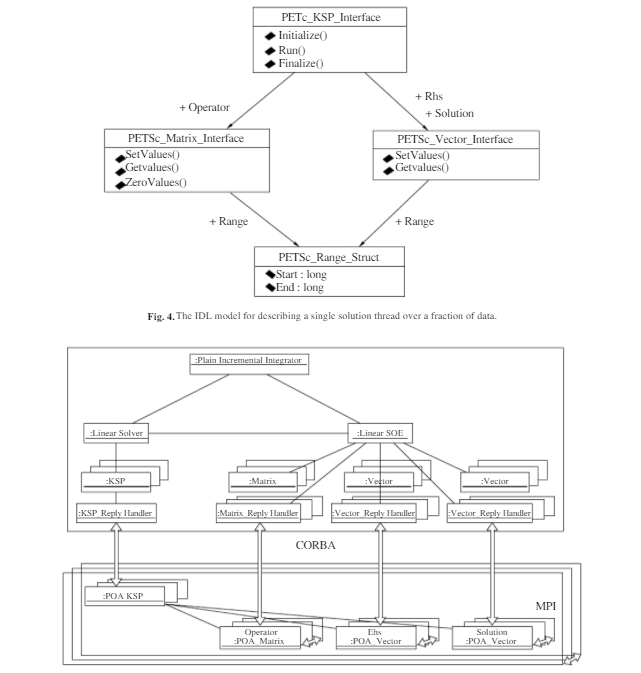 PETc_KSP_Interface
Initialize()
Run()
Finalize()
+ Operator
+ Rhs
+ Solution
PETSc_Matrix_Interface
SetValues()
Getvalues()
ZeroValues()
PETSc_Vector_Interface
SetValues()
Getvalues()
+ Range
+ Range
PETSc_Range_Struct
Start : long
End : long
Fig. 4. The IDL model for describing a single solution thread over a fraction of data.
:Plain Incremental Integrator
:Linear Solver
:Linear SOE
:KSP
:Matrix
:Vector
:Vector
:KSP_Reply Handler
:Matrix_Reply Handler
:Vector_Reply Handler
:Vector_Reply Handler
CORBA
:POA KSP
MPI
Operator
:POA_Matrix
Ehs
:POA_Vector
Solution
:POA_Vector